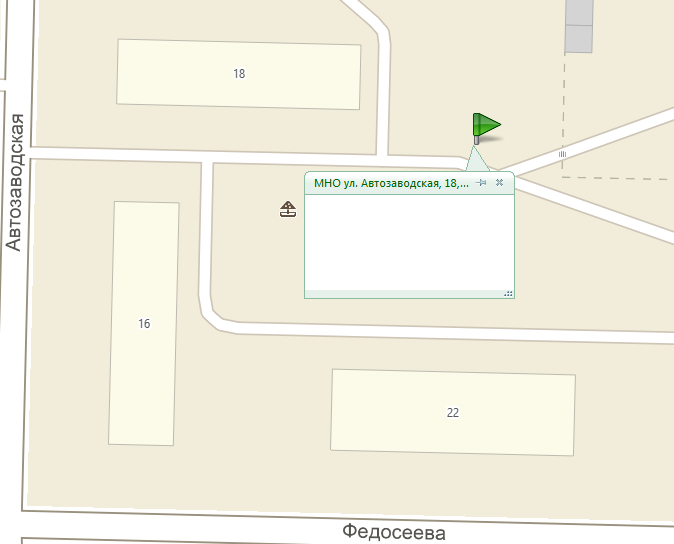 18
Автозаводская
МНО ул. Автозаводская, 18,...
16
22
Федосеева